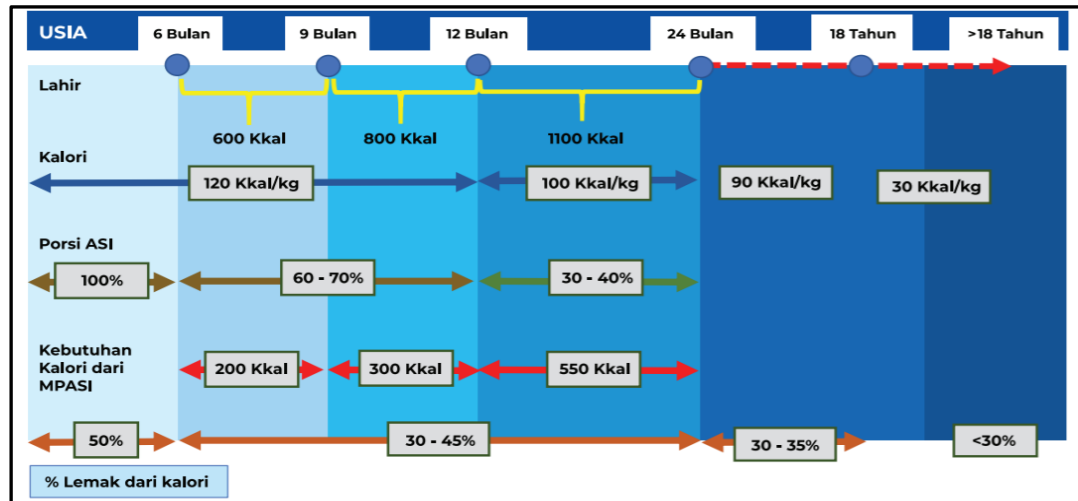 USIA
6 Bulan
9 Bulan
12 Bulan
24 Bulan
18 Tahun
>18 Tahun
Lahir
600 Kkal
800 Kkal
1100 Kkal
Kalori
120 Kkal/kg
100 Kkal/kg
90 Kkal/kg
30 Kkal/kg
Porsi ASI
100%
60 - 70%
30 - 40%
Kebutuhan
Kalori dari
MPASI
200 Kkal
300 Kkal
550 Kkal
50%
30 - 45%
30 - 35%
<30%
% Lemak dari kalori